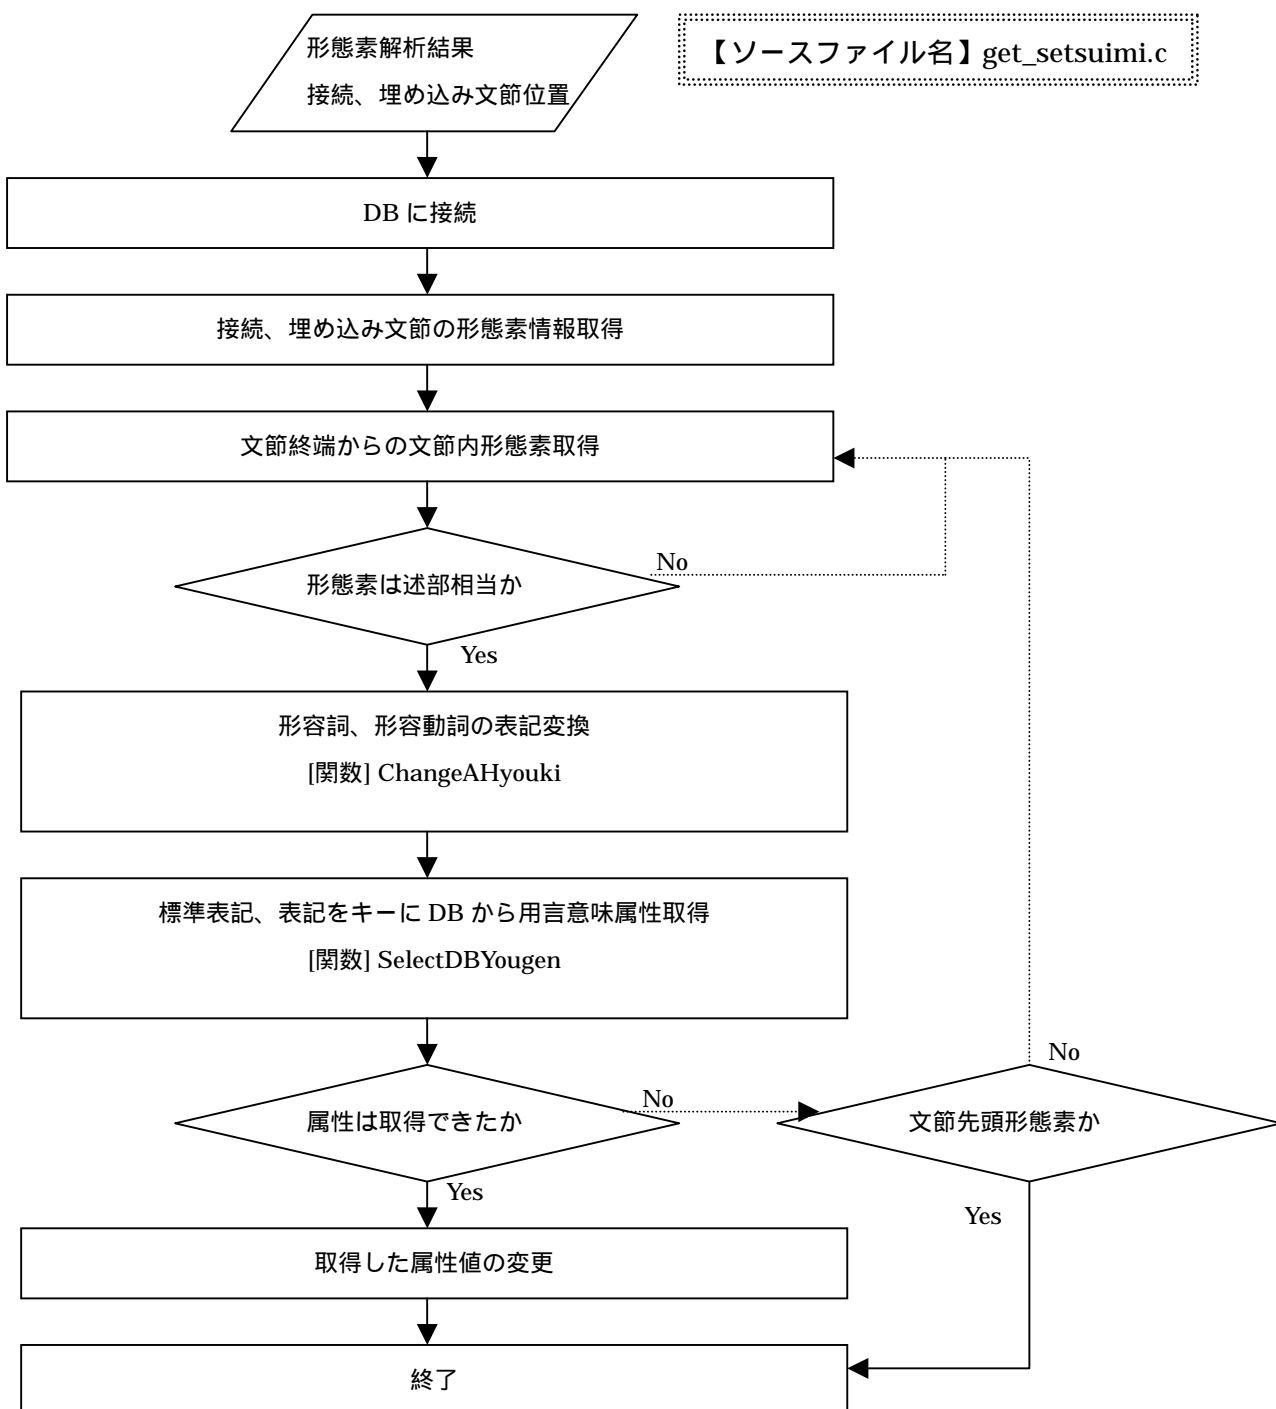 形態素解析結果
接続、埋め込み文節位置
【ソースファイル名】get_setsuimi.c
DB に接続
接続、埋め込み文節の形態素情報取得
文節終端からの文節内形態素取得
形態素は述部相当か
No
Yes
形容詞、形容動詞の表記変換
[関数] ChangeAHyouki
標準表記、表記をキーに DB から用言意味属性取得
[関数] SelectDBYougen
属性は取得できたか
No
文節先頭形態素か
No
Yes
Yes
取得した属性値の変更
終了